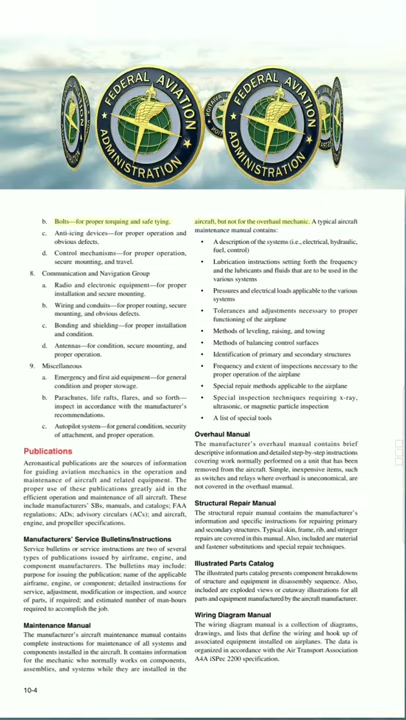 FEDERAL AVIATION
ADMINISTRATION
FEDERAL AVIATION
ADMINISTRATION
b. Bolts—for proper torquing and safe tying.
c. Anti-icing devices—for proper operation and
obvious defects.
d. Control mechanisms—for proper operation,
secure mounting, and travel.
8. Communication and Navigation Group
a. Radio and electronic equipment—for proper
installation and secure mounting.
b. Wiring and conduits—for proper routing, secure
mounting, and obvious defects.
c. Bonding and shielding—for proper installation
and condition.
d. Antennas—for condition, secure mounting, and
proper operation.
9. Miscellaneous
a. Emergency and first aid equipment—for general
condition and proper stowage.
b. Parachutes, life rafts, flares, and so forth—
inspect in accordance with the manufacturer's
recommendations.
c. Autopilot system—for general condition, security
of attachment, and proper operation.
Publications
Aeronautical publications are the sources of information
for guiding aviation mechanics in the operation and
maintenance of aircraft and related equipment. The
proper use of these publications greatly aid in the
efficient operation and maintenance of all aircraft. These
include manufacturers' SBs, manuals, and catalogs; FAA
regulations; ADs; advisory circulars (ACs); and aircraft,
engine, and propeller specifications.
Manufacturers' Service Bulletins/Instructions
Service bulletins or service instructions are two of several
types of publications issued by airframe, engine, and
component manufacturers. The bulletins may include:
purpose for issuing the publication; name of the applicable
airframe, engine, or component; detailed instructions for
service, adjustment, modification or inspection, and source
of parts, if required; and estimated number of man-hours
required to accomplish the job.
Maintenance Manual
The manufacturer's aircraft maintenance manual contains
complete instructions for maintenance of all systems and
components installed in the aircraft. It contains information
for the mechanic who normally works on components,
assemblies, and systems while they are installed in the
aircraft, but not for the overhaul mechanic. A typical aircraft
maintenance manual contains:
• A description of the systems (i.e., electrical, hydraulic,
fuel, control)
• Lubrication instructions setting forth the frequency
and the lubricants and fluids that are to be used in the
various systems
• Pressures and electrical loads applicable to the various
systems
• Tolerances and adjustments necessary to proper
functioning of the airplane
• Methods of leveling, raising, and towing
• Methods of balancing control surfaces
• Identification of primary and secondary structures
• Frequency and extent of inspections necessary to the
proper operation of the airplane
• Special repair methods applicable to the airplane
• Special inspection techniques requiring x-ray,
ultrasonic, or magnetic particle inspection
• A list of special tools
Overhaul Manual
The manufacturer's overhaul manual contains brief
descriptive information and detailed step-by-step instructions
covering work normally performed on a unit that has been
removed from the aircraft. Simple, inexpensive items, such
as switches and relays where overhaul is uneconomical, are
not covered in the overhaul manual.
Structural Repair Manual
The structural repair manual contains the manufacturer's
information and specific instructions for repairing primary
and secondary structures. Typical skin, frame, rib, and stringer
repairs are covered in this manual. Also, included are material
and fastener substitutions and special repair techniques.
Illustrated Parts Catalog
The illustrated parts catalog presents component breakdowns
of structure and equipment in disassembly sequence. Also,
included are exploded views or cutaway illustrations for all
parts and equipment manufactured by the aircraft manufacturer.
Wiring Diagram Manual
The wiring diagram manual is a collection of diagrams,
drawings, and lists that define the wiring and hook up of
associated equipment installed on airplanes. The data is
organized in accordance with the Air Transport Association
A4A iSPec 2200 specification.
10-4